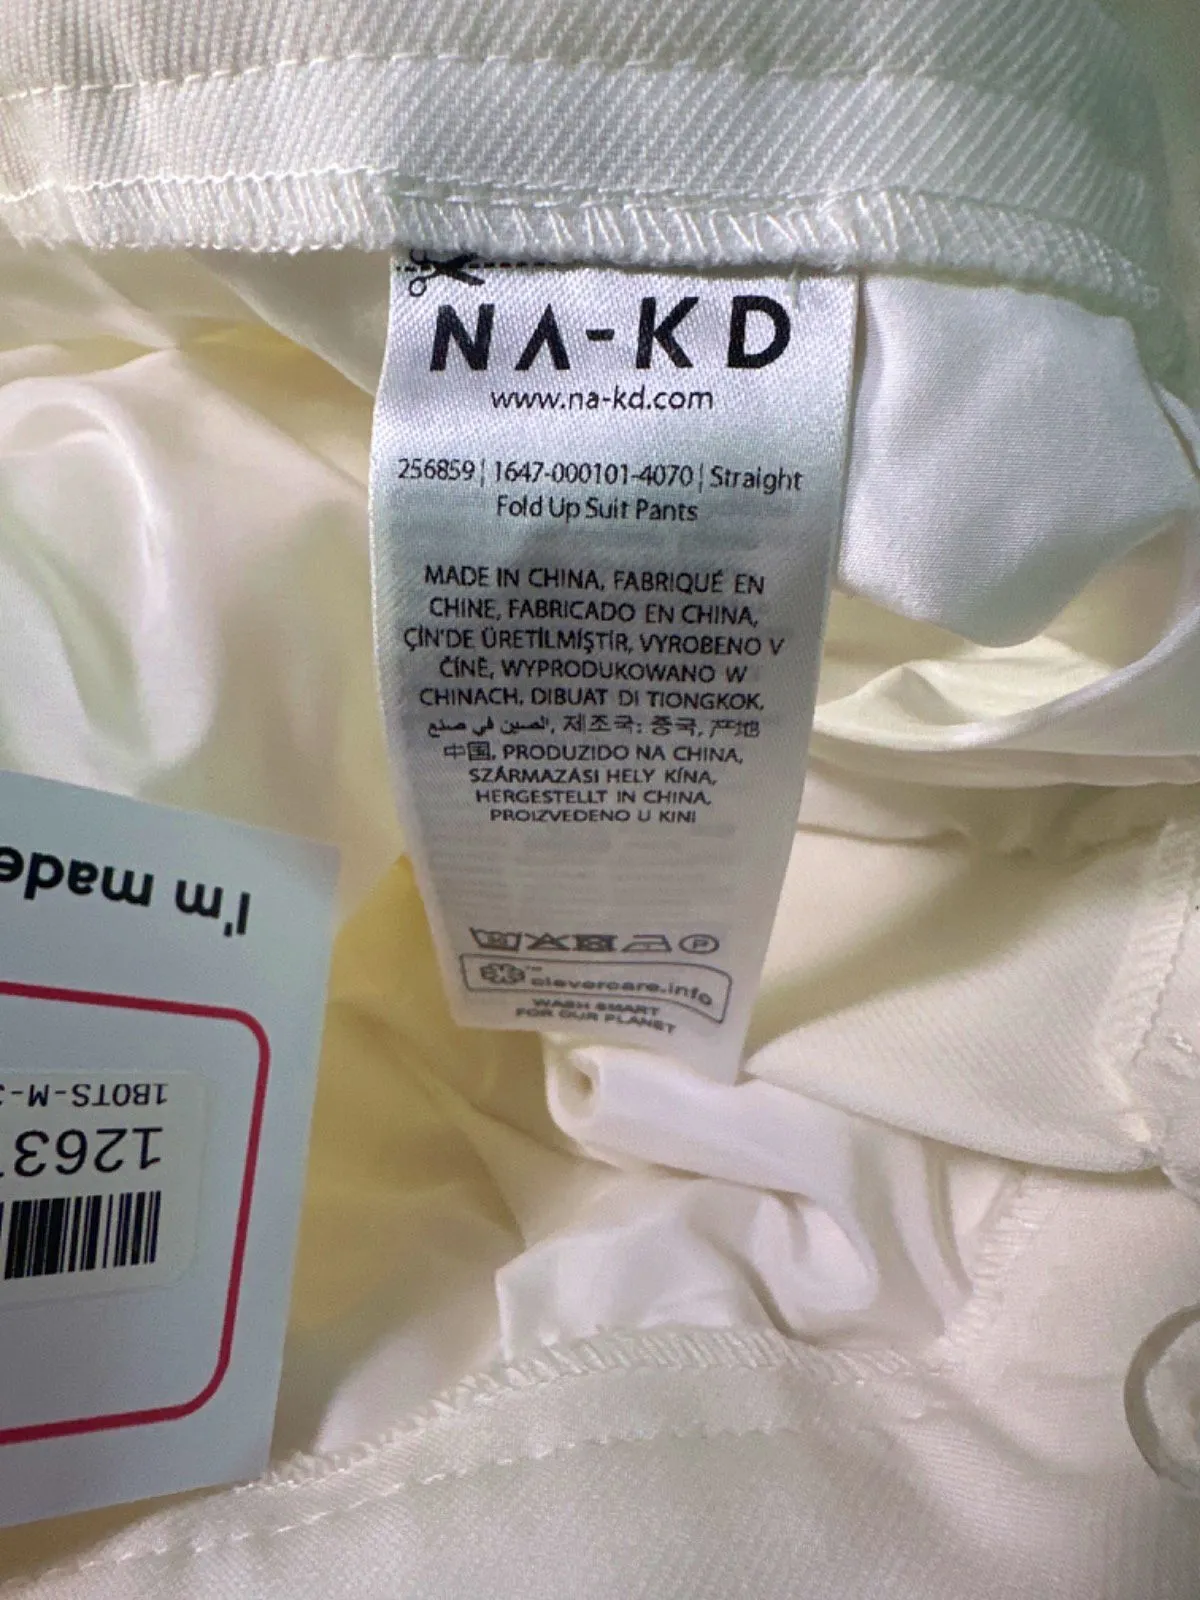 NA-KD
www.na-kd.com
256859 | 1647-000101-4070 | Straight
Fold Up Suit Pants
MADE IN CHINA, FABRIQUÉ EN
CHINE, FABRICADO EN CHINA,
ÇİN'DE ÜRETİLMİŞTİR, VYROBENO V
ČÍNĚ, WYPRODUKOWANO W
CHINACH, DIBUAT DI TIONGKOK,
الصين في صنع, 제조국: 중국, 产地
中国, PRODUZIDO NA CHINA,
SZÁRMAZÁSI HELY KÍNA,
HERGESTELLT IN CHINA,
PROIZVEDENO U KINI
P
clevercare.info
WASH SMART
FOR OUR PLANET
I'm made
1BOTS-M-
1263